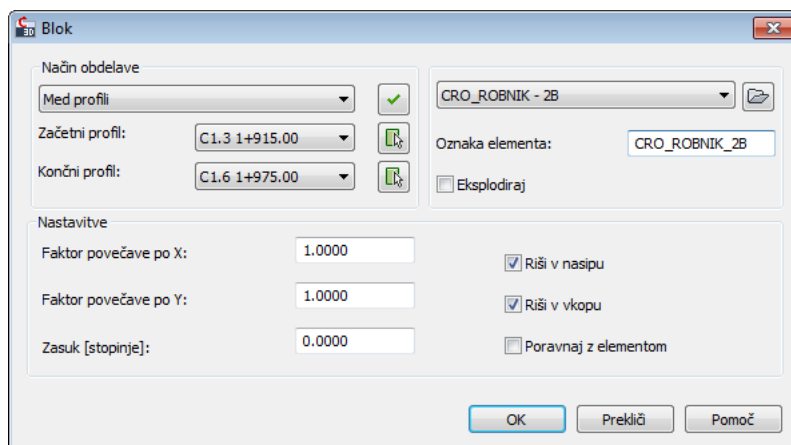 3D
Blok
Način obdelave
Med profili
Začetni profil:
C1.3 1+915.00
Končni profil:
C1.6 1+975.00
CRO_ROBNIK - 2B
Oznaka elementa:
CRO_ROBNIK_2B
Eksplodiraj
Nastavitve
Faktor povečave po X:
1.0000
Faktor povečave po Y:
1.0000
Zasuk [stopinje]:
0.0000
Riši v nasipu
Riši v vkopu
Poravnaj z elementom
OK
Prekliči
Pomoč